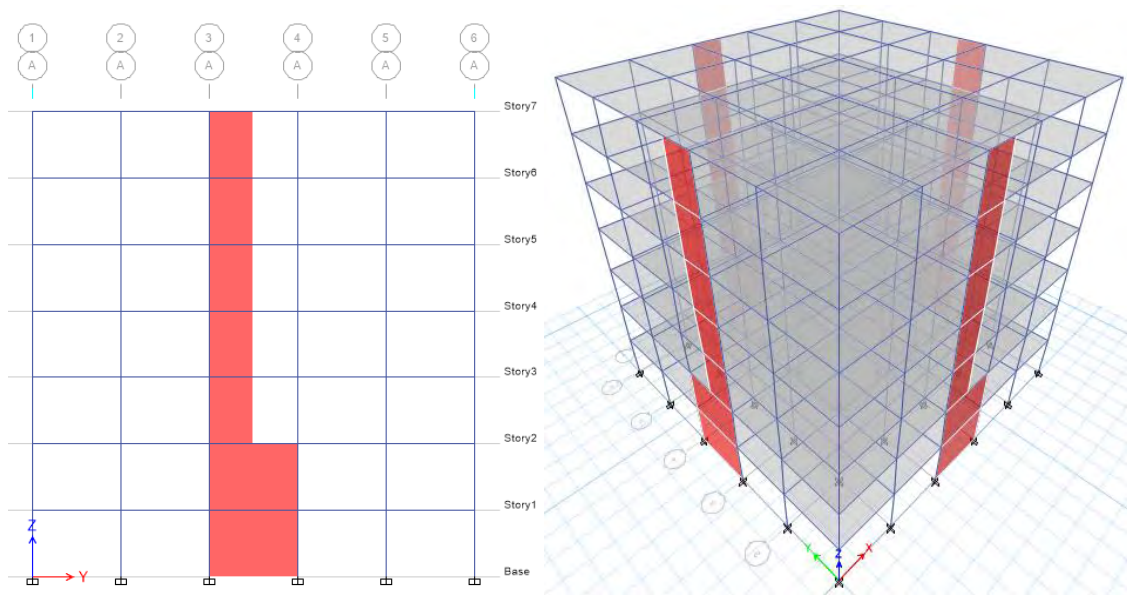 1 2 3 4 5 6
A A A A A A
Story7
Story6
Story5
Story4
Story3
Story2
Story1
Base
Z
Y
Y Z X